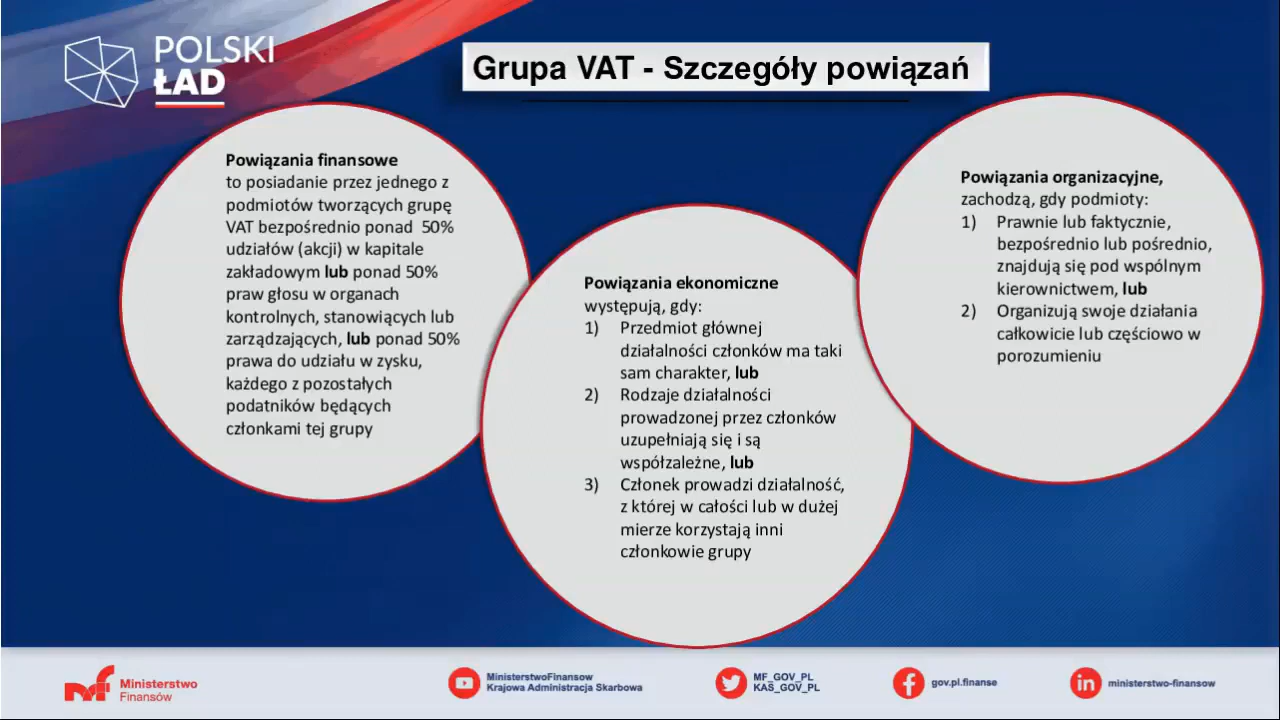 POLSKI
ŁAD
Grupa VAT - Szczegóły powiązań
Powiązania finansowe
to posiadanie przez jednego z
podmiotów tworzących grupę
VAT bezpośrednio ponad 50%
udziałów (akcji) w kapitale
zakładowym lub ponad 50%
praw głosu w organach
kontrolnych, stanowiących lub
zarządzających, lub ponad 50%
prawa do udziału w zysku,
każdego z pozostałych
podatników będących
członkami tej grupy
Powiązania ekonomiczne
występują, gdy:
1) Przedmiot głównej
działalności członków ma taki
sam charakter, lub
2) Rodzaje działalności
prowadzonej przez członków
uzupełniają się i są
współzależne, lub
3) Członek prowadzi działalność,
z której w całości lub w dużej
mierze korzystają inni
członkowie grupy
Powiązania organizacyjne,
zachodzą, gdy podmioty:
1) Prawnie lub faktycznie,
bezpośrednio lub pośrednio,
znajdują się pod wspólnym
kierownictwem, lub
2) Organizują swoje działania
całkowicie lub częściowo w
porozumieniu
Ministerstwo
Finansów
MinisterstwoFinansow
Krajowa Administracja Skarbowa
MF_GOV_PL
KAS_GOV_PL
gov.pl.finanse
ministerstwo-finansow